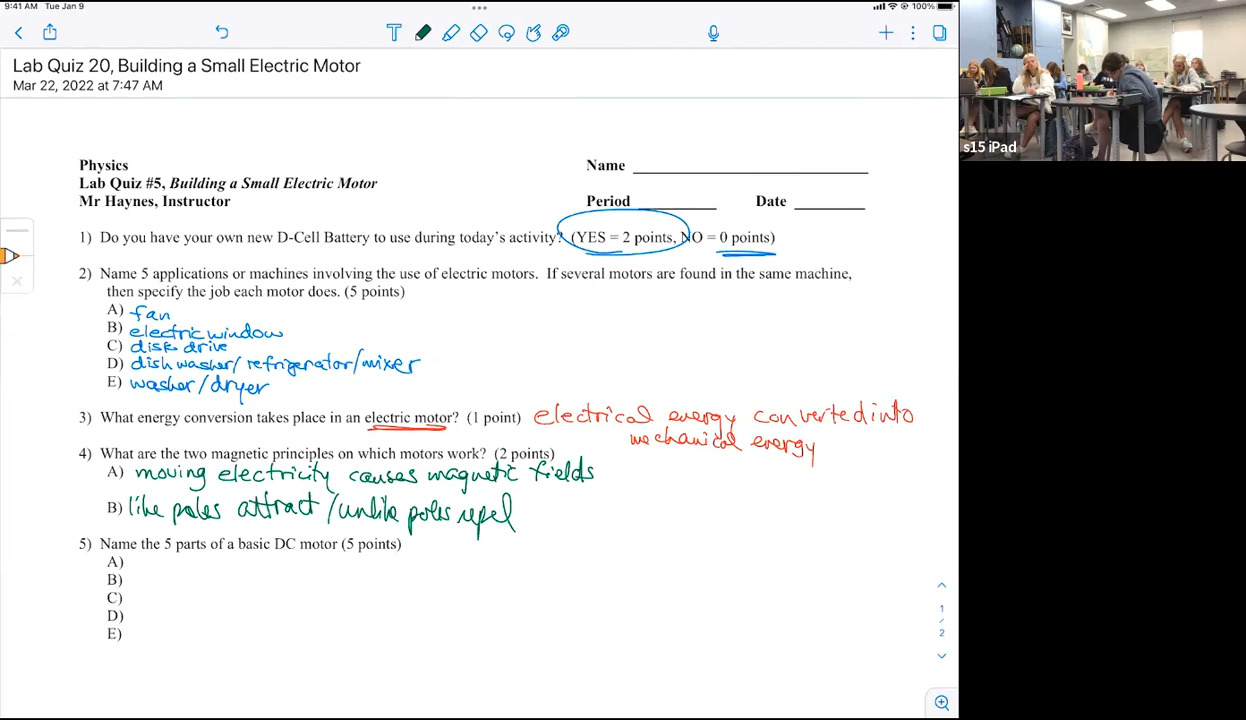 9:41 AM Tue Jan 9
100%
Lab Quiz 20, Building a Small Electric Motor
Mar 22, 2022 at 7:47 AM
s15 iPad
Physics
Name
Lab Quiz #5, Building a Small Electric Motor
Mr Haynes, Instructor
Period Date
1) Do you have your own new D-Cell Battery to use during today's activity? (YES = 2 points, NO = 0 points)
2) Name 5 applications or machines involving the use of electric motors. If several motors are found in the same machine,
then specify the job each motor does. (5 points)
A) fan
B) electric window
C) disk drive
D) dishwasher/refrigerator/mixer
E) washer/dryer
3) What energy conversion takes place in an electric motor? (1 point) electrical energy converted into
mechanical energy
4) What are the two magnetic principles on which motors work? (2 points)
A) moving electricity causes magnetic fields
B) like poles attract/unlike poles repel
5) Name the 5 parts of a basic DC motor (5 points)
A)
B)
C)
D)
E)
1
/
2